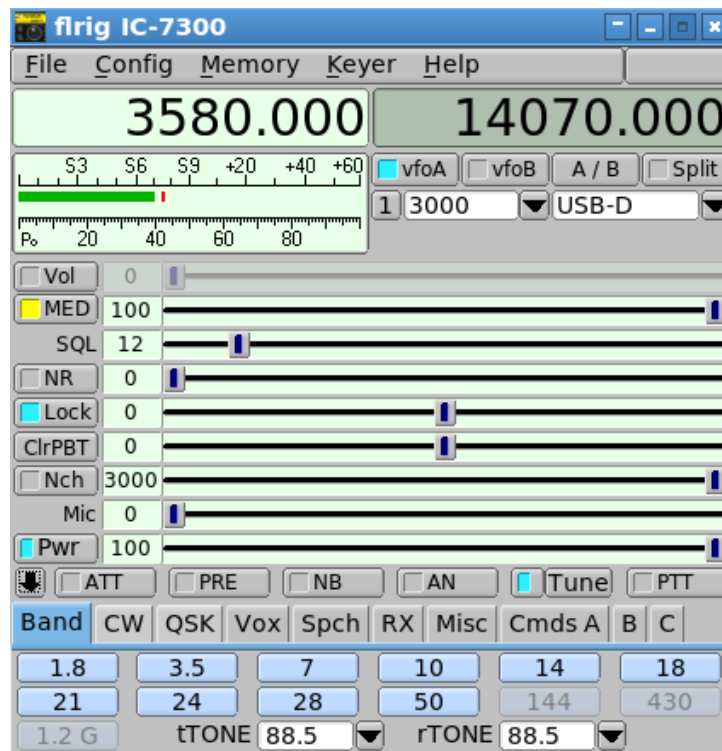 flrig IC-7300
File Config Memory Keyer Help
3580.000 14070.000
S3 S6 S9 +20 +40 +60
vfoA vfoB A / B Split
1 3000 USB-D
Po 20 40 60 80
Vol 0
MED 100
SQL 12
NR 0
Lock 0
ClrPBT 0
Nch 3000
Mic 0
Pwr 100
ATT PRE NB AN Tune PTT
Band CW QSK Vox Spch RX Misc Cmds A B C
1.8 3.5 7 10 14 18
21 24 28 50 144 430
1.2 G tTONE 88.5 rTONE 88.5